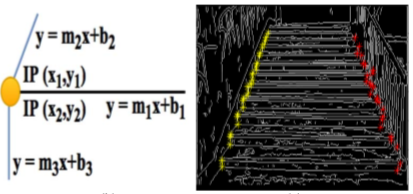 y = m₂x+b₂
IP (x₁,y₁)
IP (x₂,y₂) y = m₁x+b₁
y = m₃x+b₃